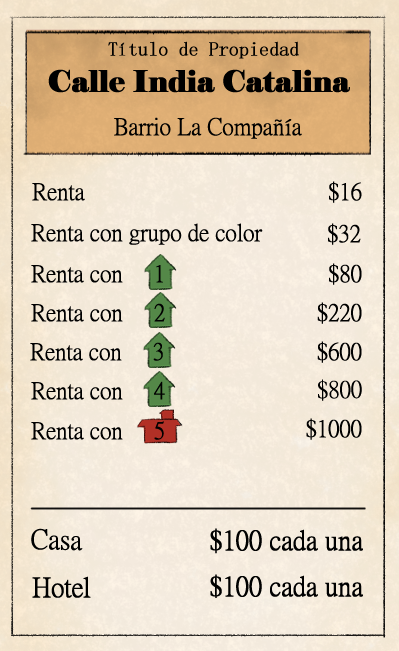 Título de Propiedad
Calle India Catalina
Barrio La Compañía
Renta $16
Renta con grupo de color $32
Renta con 1 $80
Renta con 2 $220
Renta con 3 $600
Renta con 4 $800
Renta con 5 $1000
Casa $100 cada una
Hotel $100 cada una